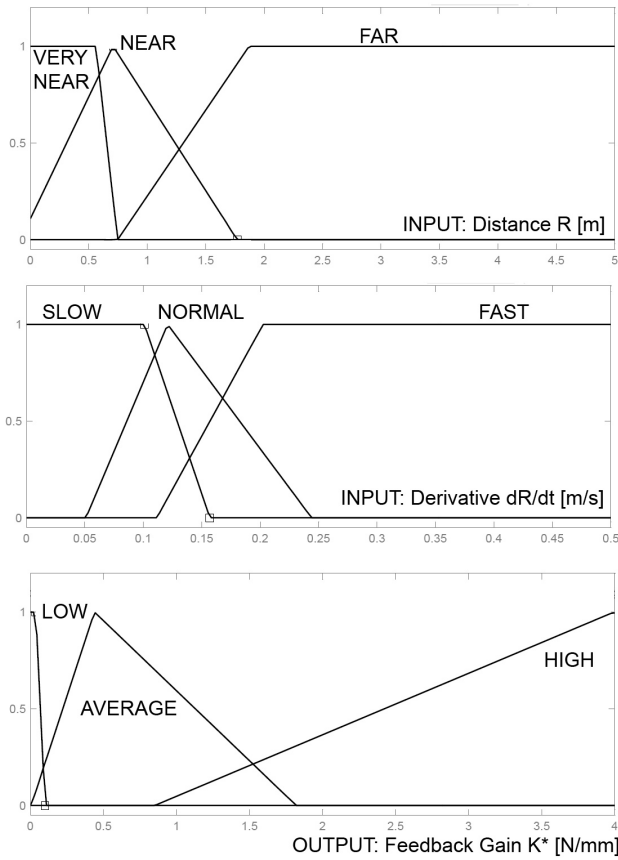 1
0.5
0
VERY
NEAR
NEAR
FAR
INPUT: Distance R [m]
0 0.5 1 1.5 2 2.5 3 3.5 4 4.5 5
1
0.5
0
SLOW
NORMAL
FAST
INPUT: Derivative dR/dt [m/s]
0 0.05 0.1 0.15 0.2 0.25 0.3 0.35 0.4 0.45 0.5
1
0.5
0
LOW
AVERAGE
HIGH
0 0.5 1 1.5 2 2.5 3 3.5 4
OUTPUT: Feedback Gain K* [N/mm]